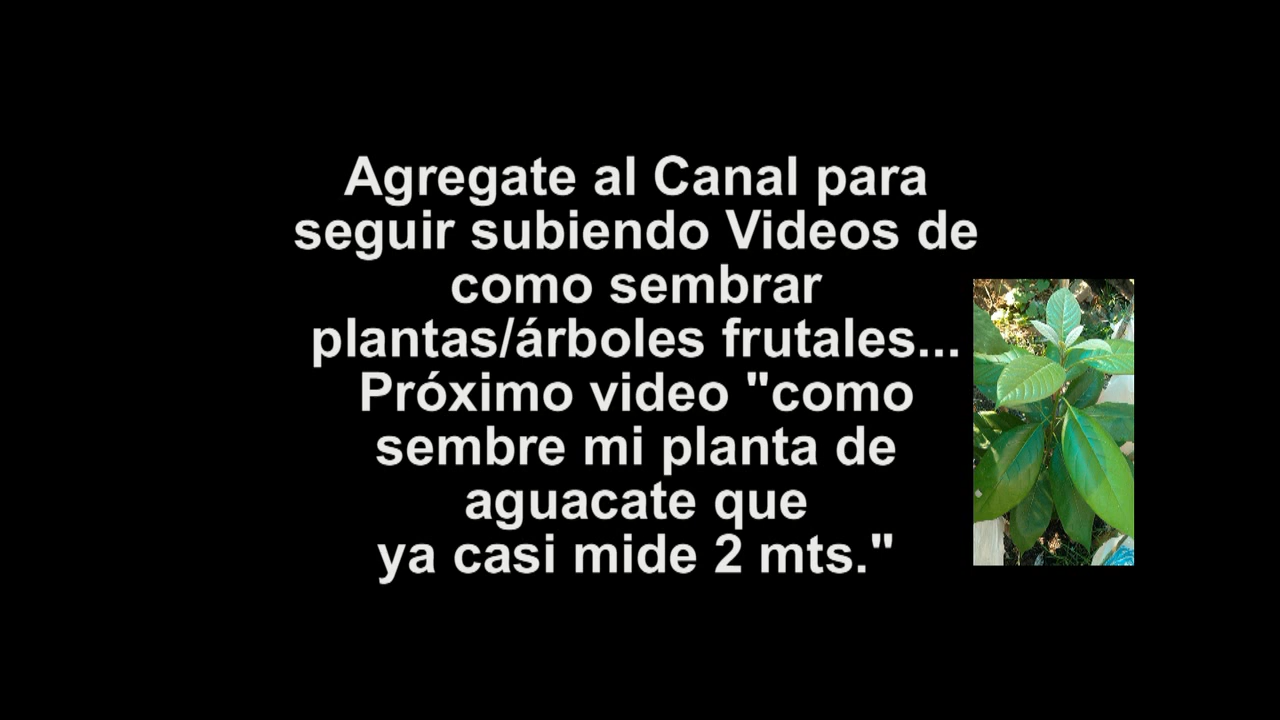 Agregate al Canal para
seguir subiendo Videos de
como sembrar
plantas/árboles frutales...
Próximo video "como
sembre mi planta de
aguacate que
ya casi mide 2 mts."